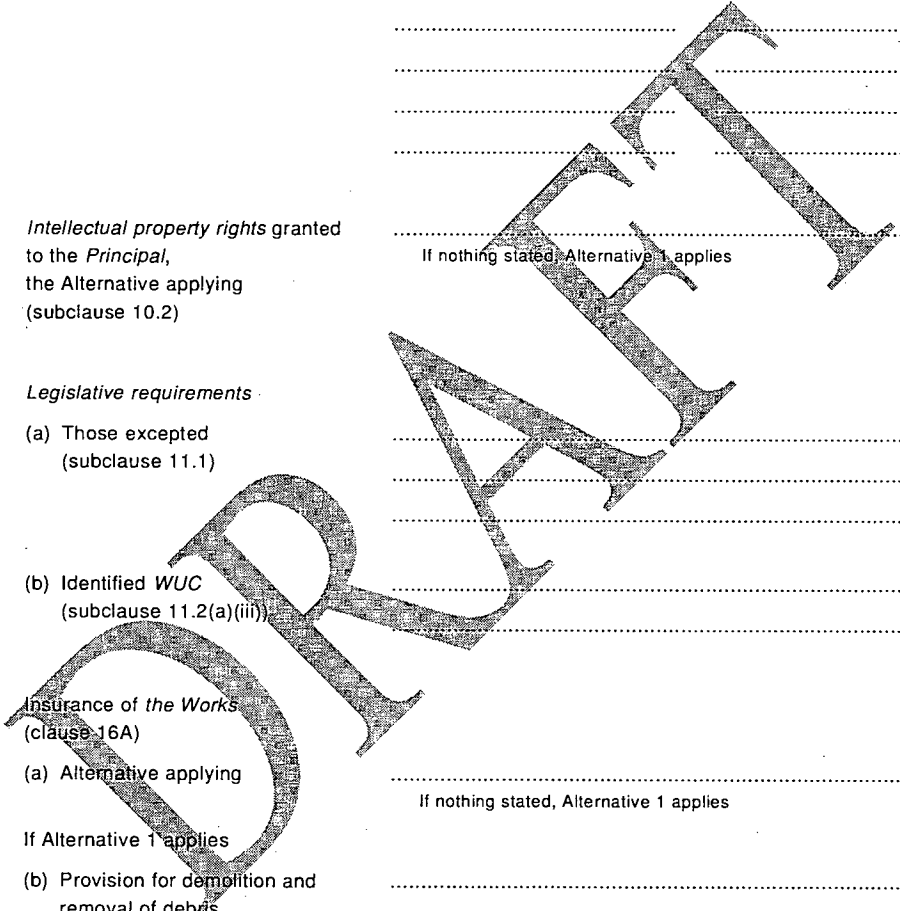 Intellectual property rights granted
to the Principal,
the Alternative applying
(subclause 10.2)
If nothing stated, Alternative 1 applies
Legislative requirements
(a) Those excepted
(subclause 11.1)
(b) Identified WUC
(subclause 11.2(a)(iii))
Insurance of the Works
(clause 16A)
(a) Alternative applying
If nothing stated, Alternative 1 applies
If Alternative 1 applies
(b) Provision for demolition and
removal of debris
DRAFT